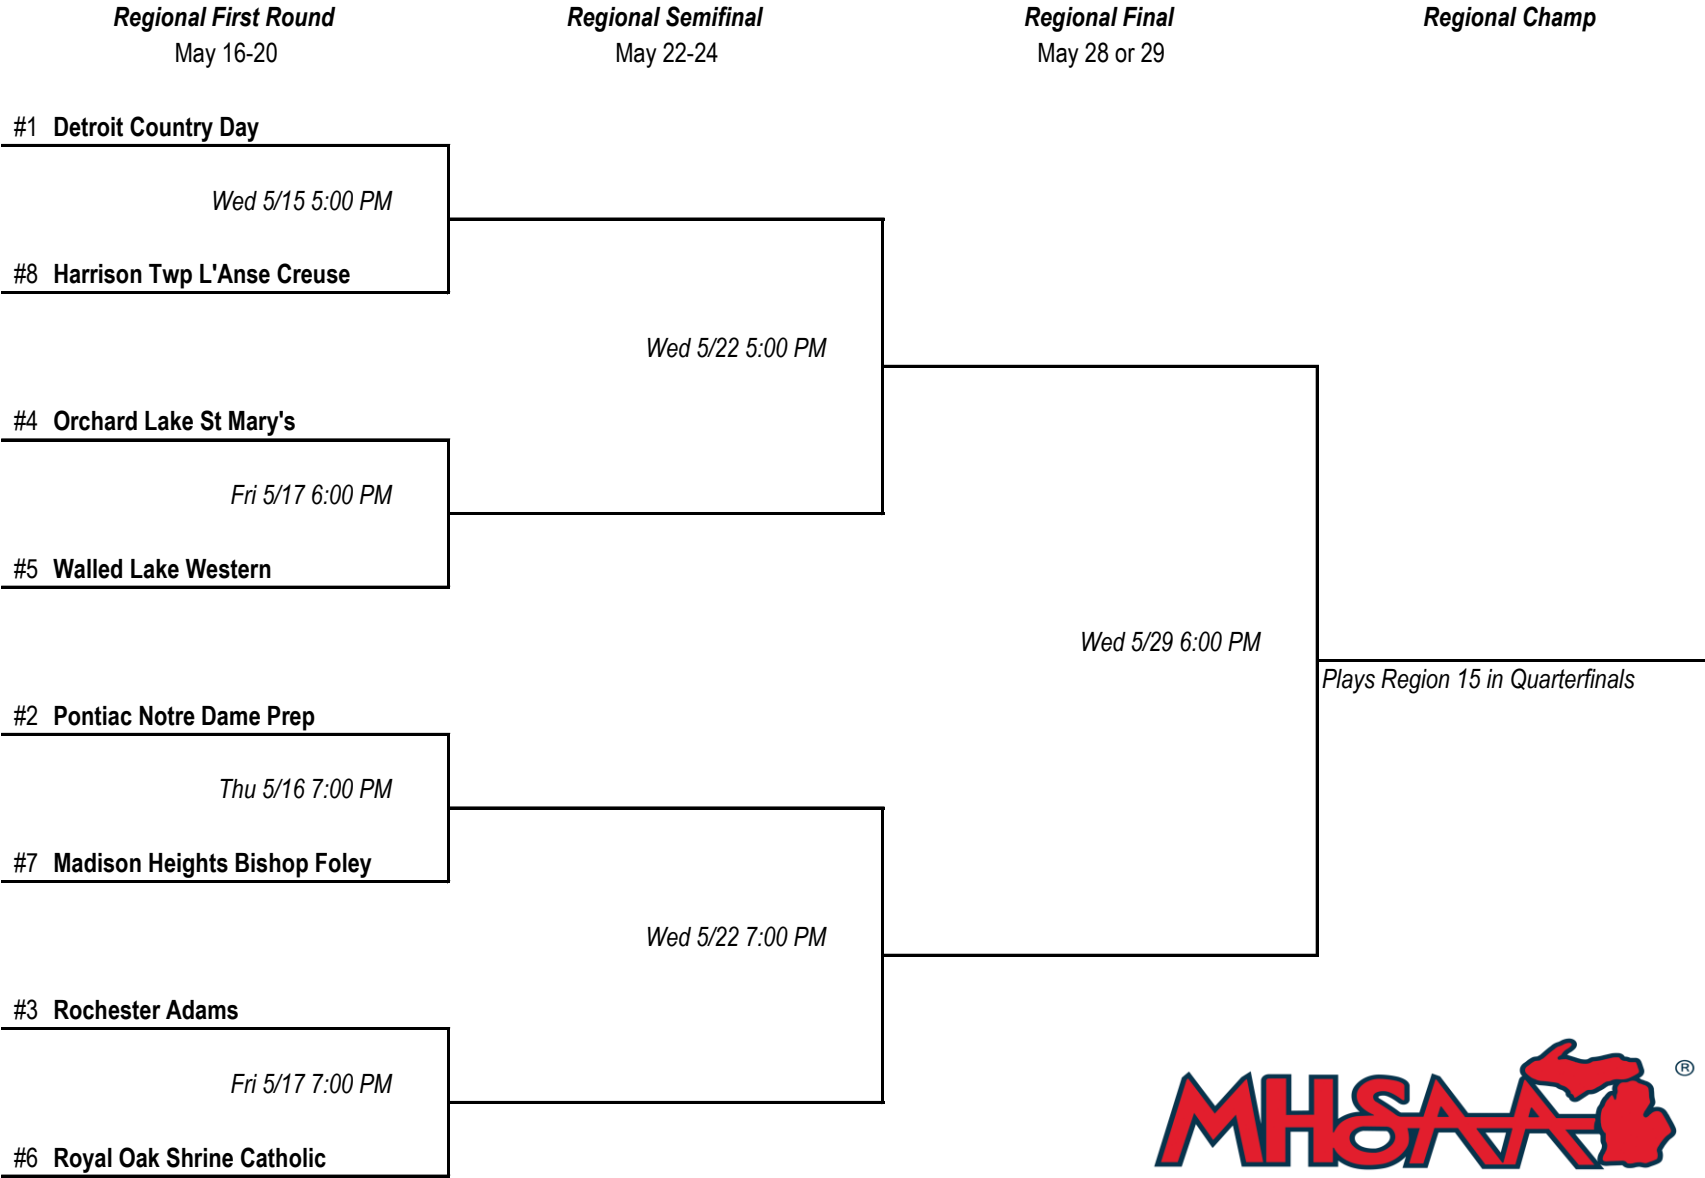 Regional First Round Regional Semifinal Regional Final Regional Champ
May 16-20 May 22-24 May 28 or 29
#1 Detroit Country Day
Wed 5/15 5:00 PM
#8 Harrison Twp L'Anse Creuse
Wed 5/22 5:00 PM
#4 Orchard Lake St Mary's
Fri 5/17 6:00 PM
#5 Walled Lake Western
Wed 5/29 6:00 PM
Plays Region 15 in Quarterfinals
#2 Pontiac Notre Dame Prep
Thu 5/16 7:00 PM
#7 Madison Heights Bishop Foley
Wed 5/22 7:00 PM
#3 Rochester Adams
Fri 5/17 7:00 PM
#6 Royal Oak Shrine Catholic
MHSAA ®